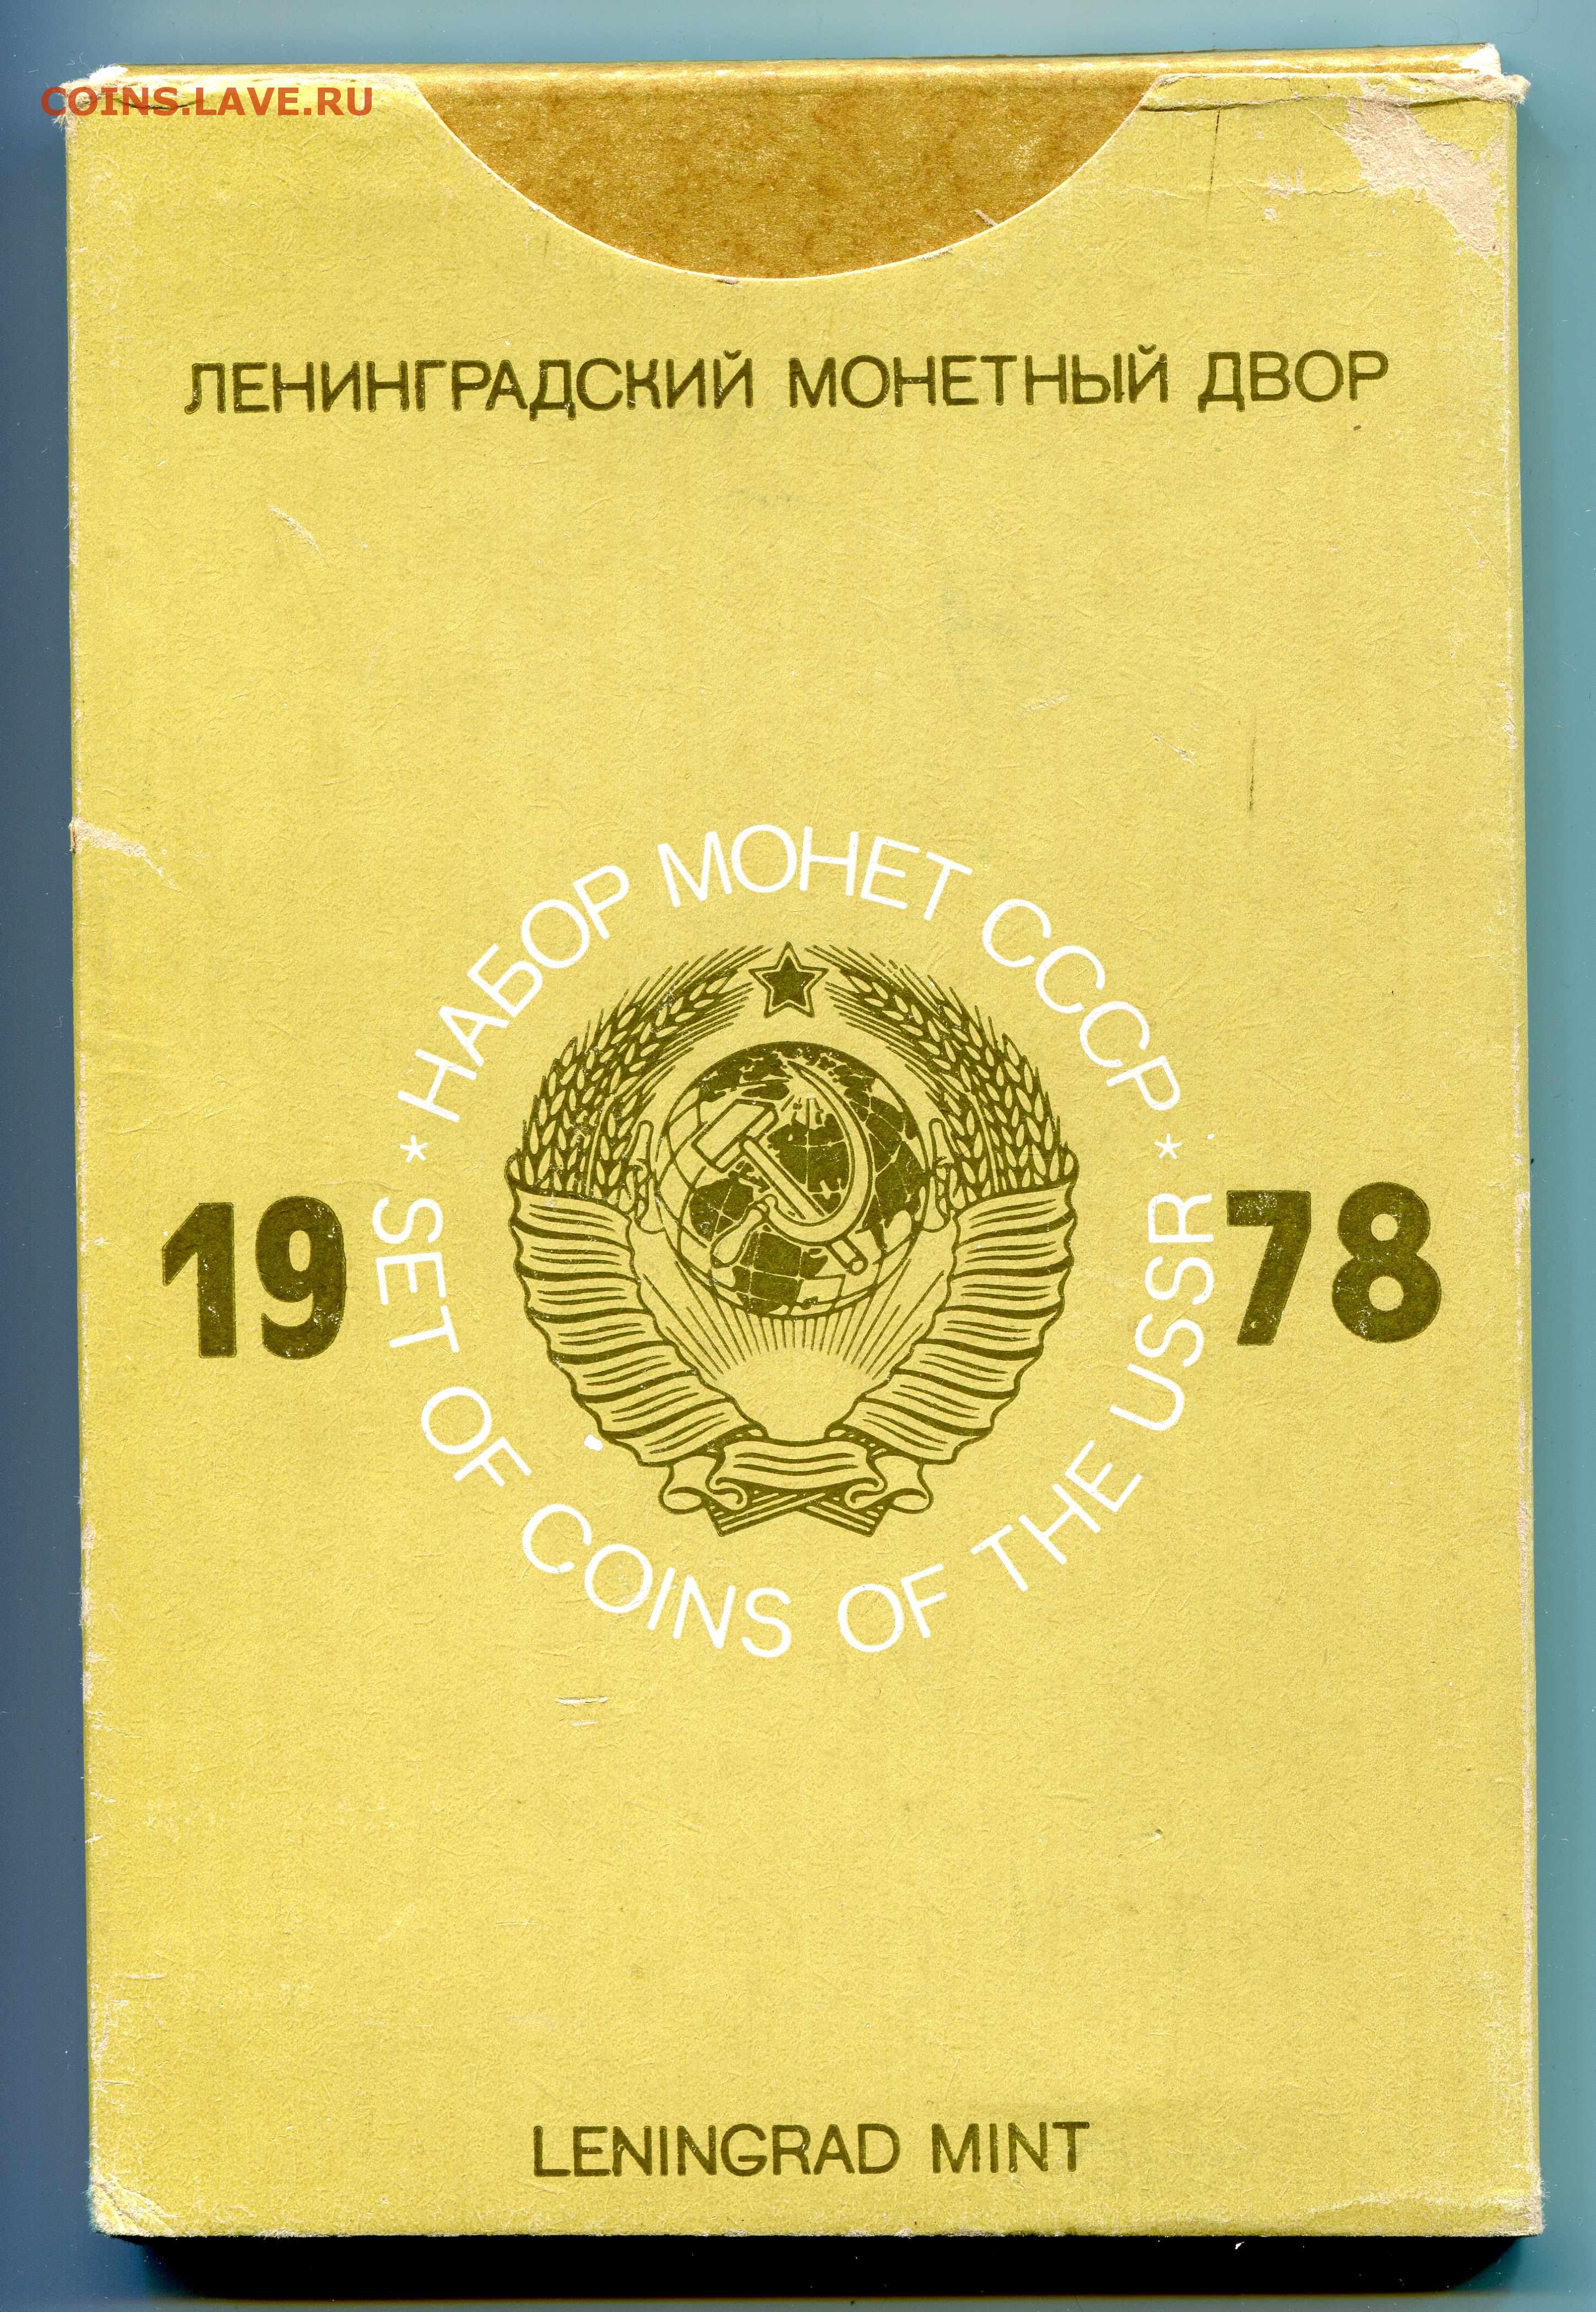 COINS.LAVE.RU
ЛЕНИНГРАДСКИЙ МОНЕТНЫЙ ДВОР
* НАБОР МОНЕТ СССР *
19 78
SET OF COINS OF THE USSR
LENINGRAD MINT